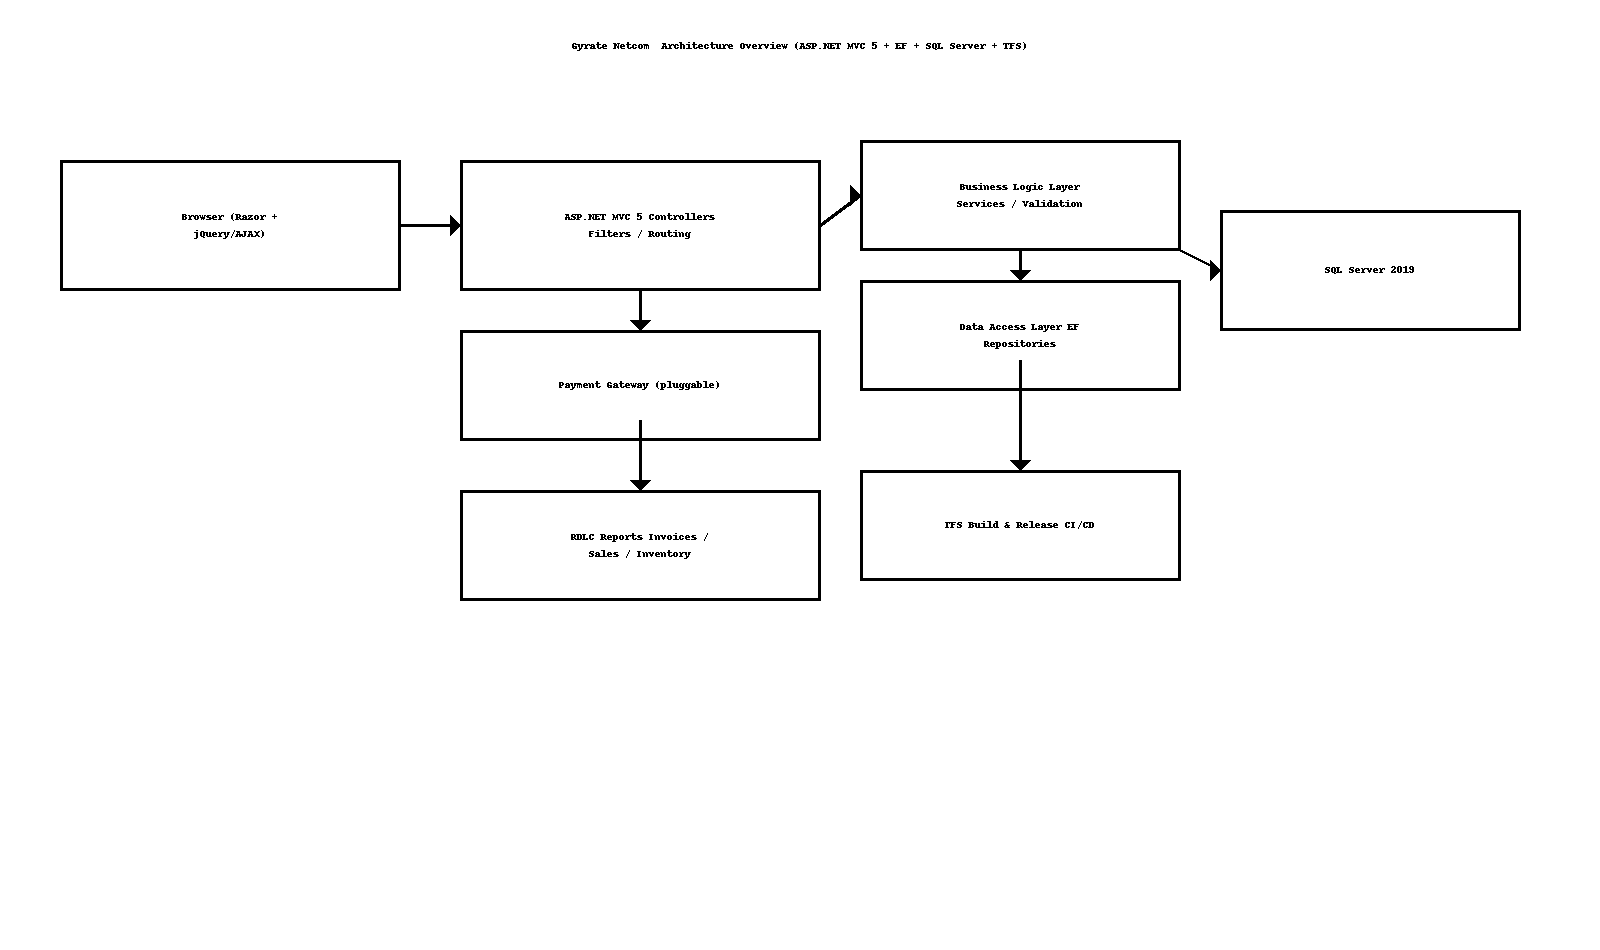 Gyrate Netcom  Architecture Overview (ASP.NET MVC 5 + EF + SQL Server + TFS)
Browser (Razor +
jQuery/AJAX)
ASP.NET MVC 5 Controllers
Filters / Routing
Business Logic Layer
Services / Validation
SQL Server 2019
Data Access Layer EF
Repositories
Payment Gateway (pluggable)
RDLC Reports Invoices /
Sales / Inventory
TFS Build & Release CI/CD